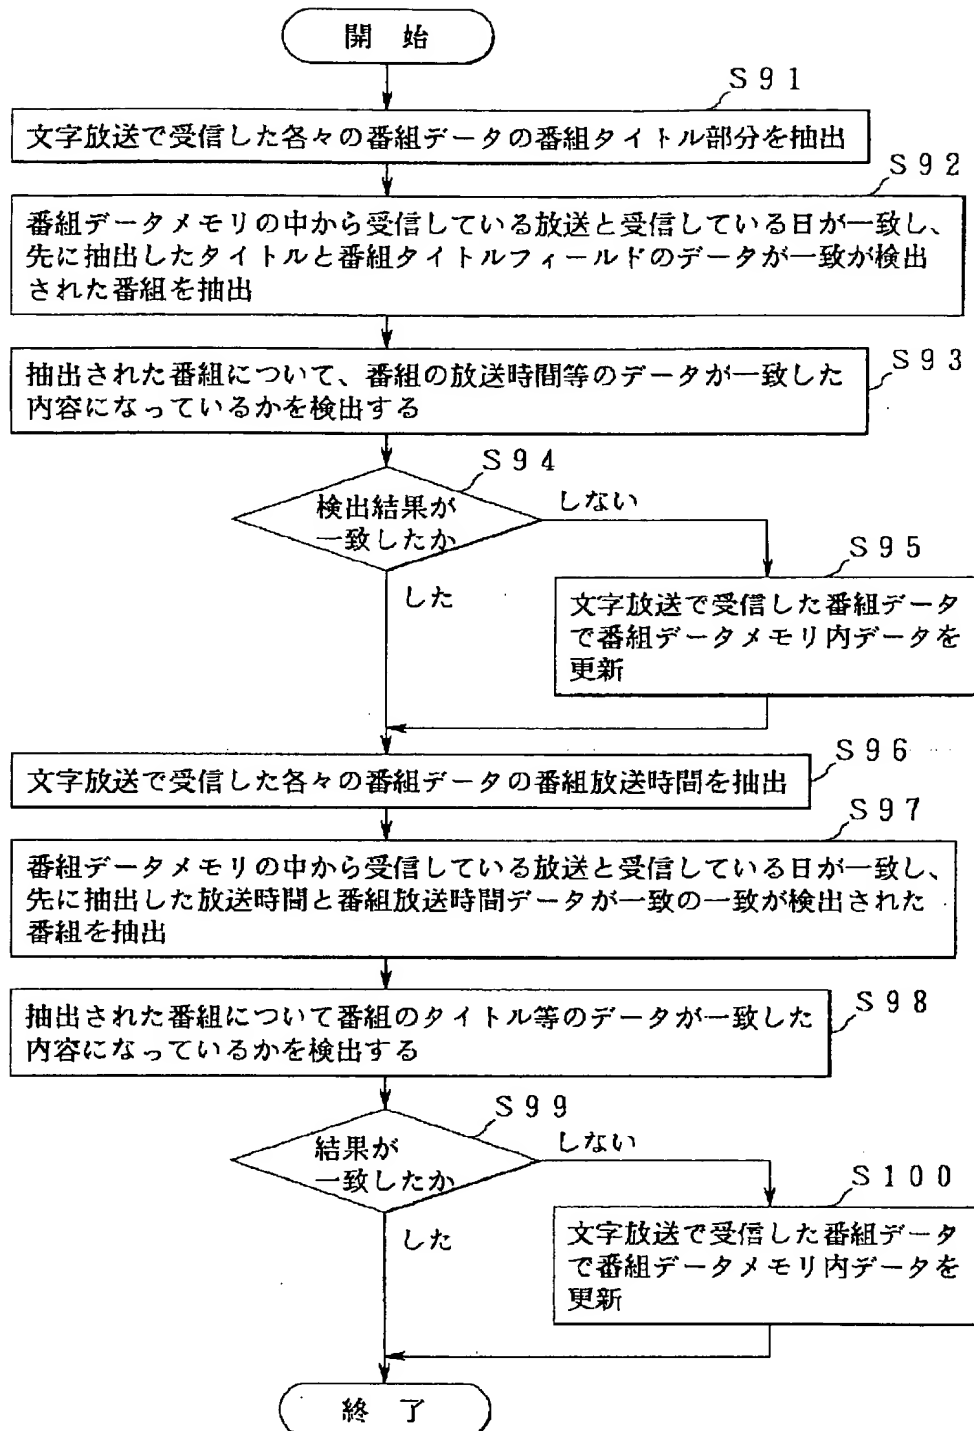 開 始
S91
文字放送で受信した各々の番組データの番組タイトル部分を抽出
S92
番組データメモリの中から受信している放送と受信している日が一致し、
先に抽出したタイトルと番組タイトルフィールドのデータが一致が検出
された番組を抽出
S93
抽出された番組について、番組の放送時間等のデータが一致した
内容になっているかを検出する
S94
検出結果が
一致したか
しない
した
S95
文字放送で受信した番組データ
で番組データメモリ内データを
更新
S96
文字放送で受信した各々の番組データの番組放送時間を抽出
S97
番組データメモリの中から受信している放送と受信している日が一致し、
先に抽出した放送時間と番組放送時間データが一致の一致が検出された
番組を抽出
S98
抽出された番組について番組のタイトル等のデータが一致した
内容になっているかを検出する
S99
結果が
一致したか
しない
した
S100
文字放送で受信した番組データ
で番組データメモリ内データを
更新
終 了